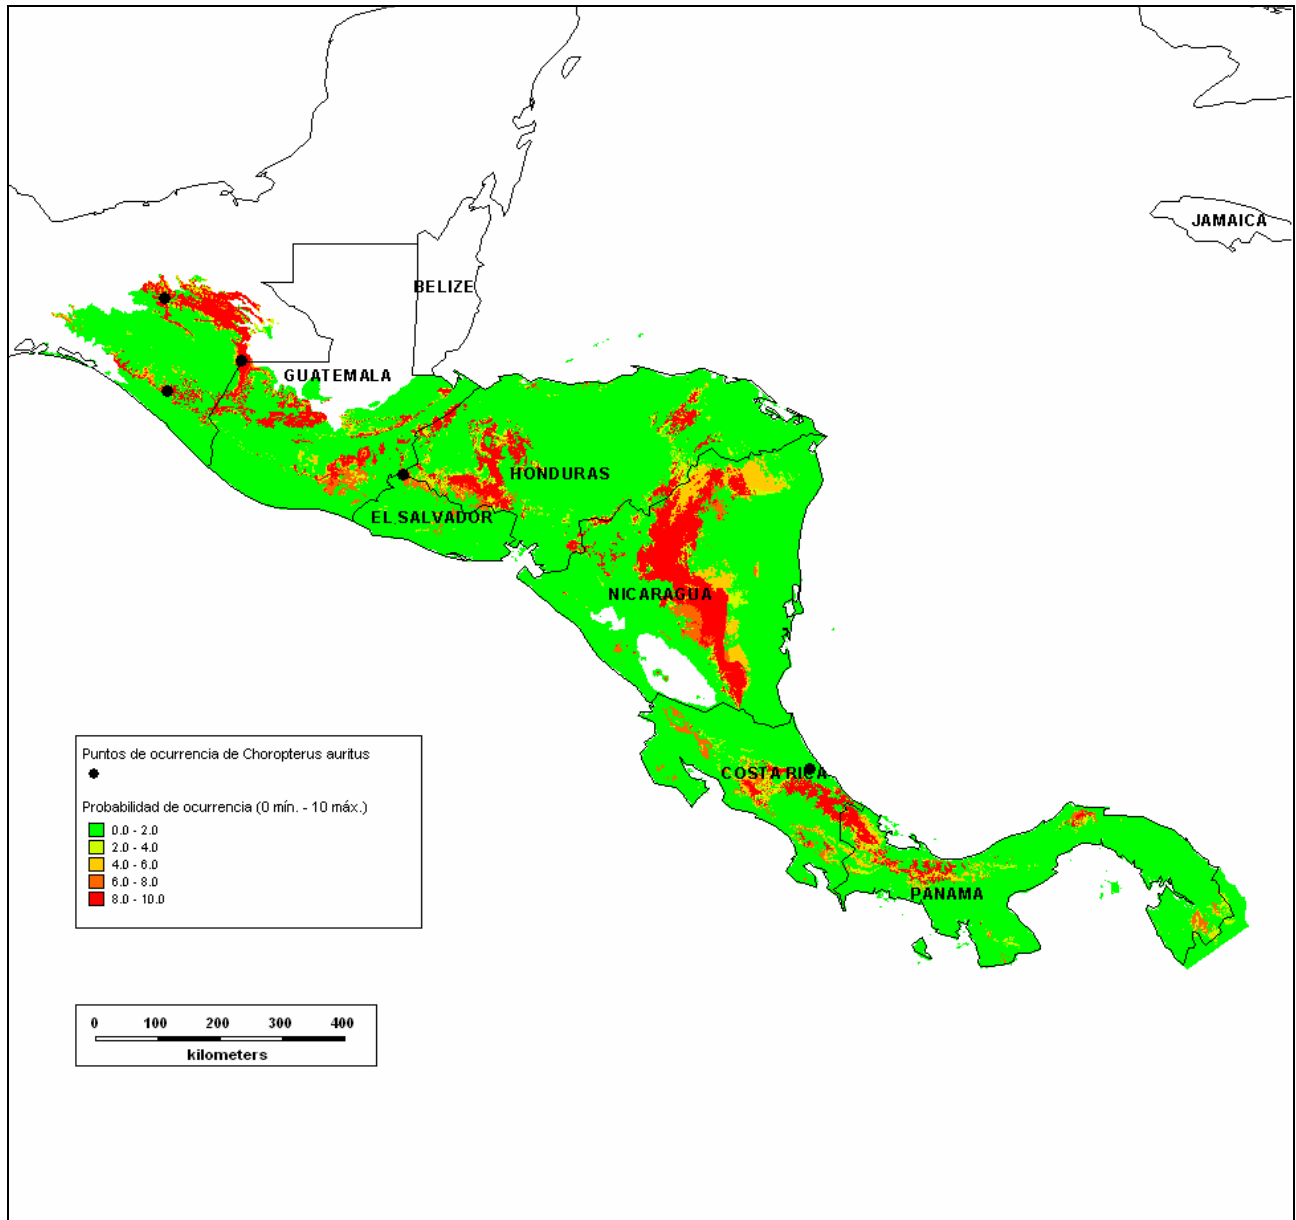 JAMAICA
BELIZE
GUATEMALA
HONDURAS
EL SALVADOR
NICARAGUA
COSTA RICA
PANAMA
Puntos de ocurrencia de Choropterus auritus
Probabilidad de ocurrencia (0 mín. - 10 máx.)
0.0 - 2.0
2.0 - 4.0
4.0 - 6.0
6.0 - 8.0
8.0 - 10.0
0 100 200 300 400
kilometers